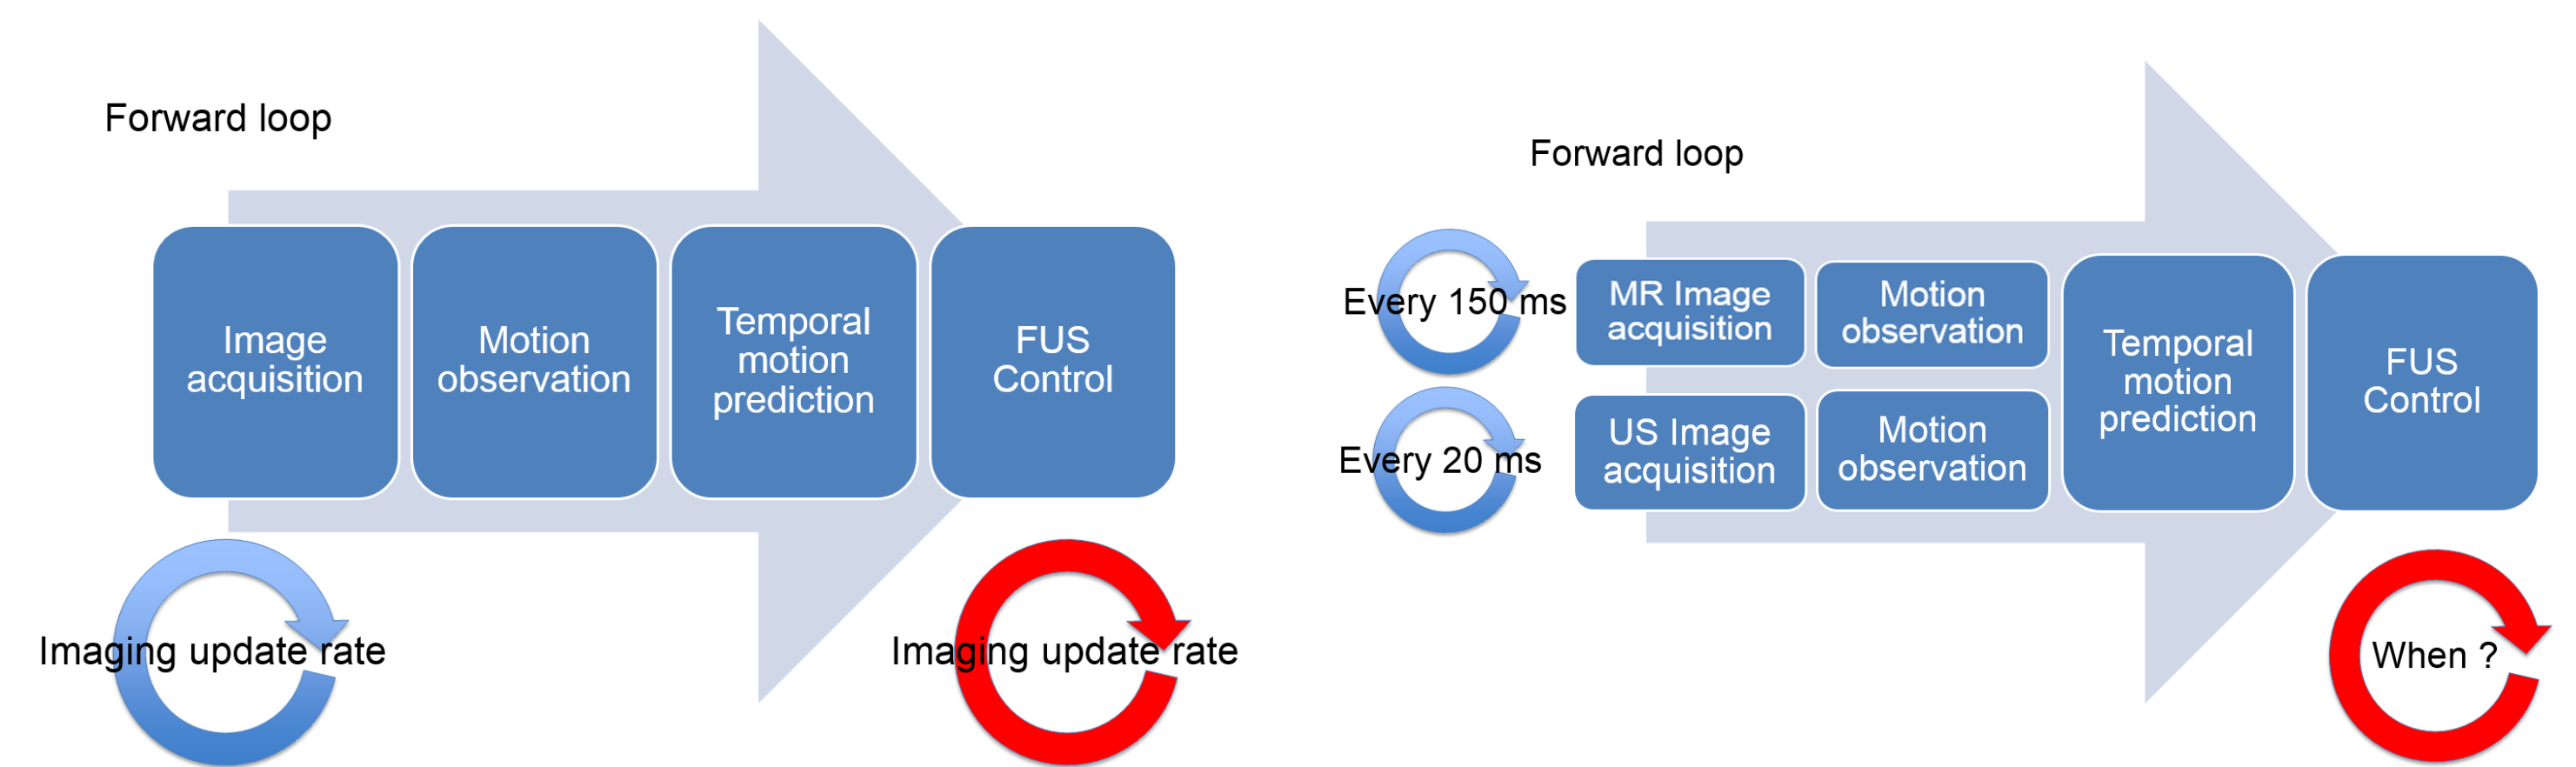 Forward loop
Image
acquisition
Motion
observation
Temporal
motion
prediction
FUS
Control
Imaging update rate
Imaging update rate
Forward loop
Every 150 ms
MR Image
acquisition
Motion
observation
Every 20 ms
US Image
acquisition
Motion
observation
Temporal
motion
prediction
FUS
Control
When ?